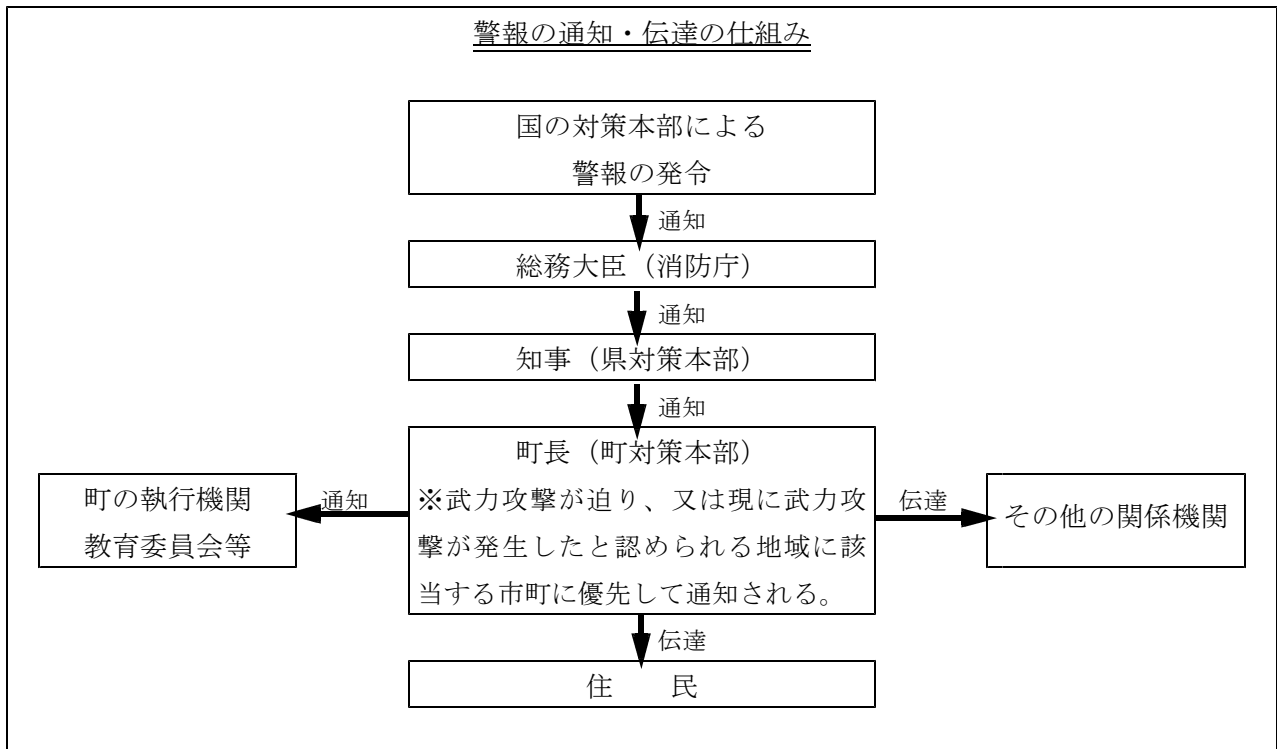 警報の通知・伝達の仕組み
国の対策本部による
警報の発令
通知
総務大臣（消防庁）
通知
知事（県対策本部）
通知
町長（町対策本部）
※武力攻撃が迫り、又は現に武力攻
撃が発生したと認められる地域に該
当する市町に優先して通知される。
通知
町の執行機関
教育委員会等
伝達
その他の関係機関
伝達
住　　民